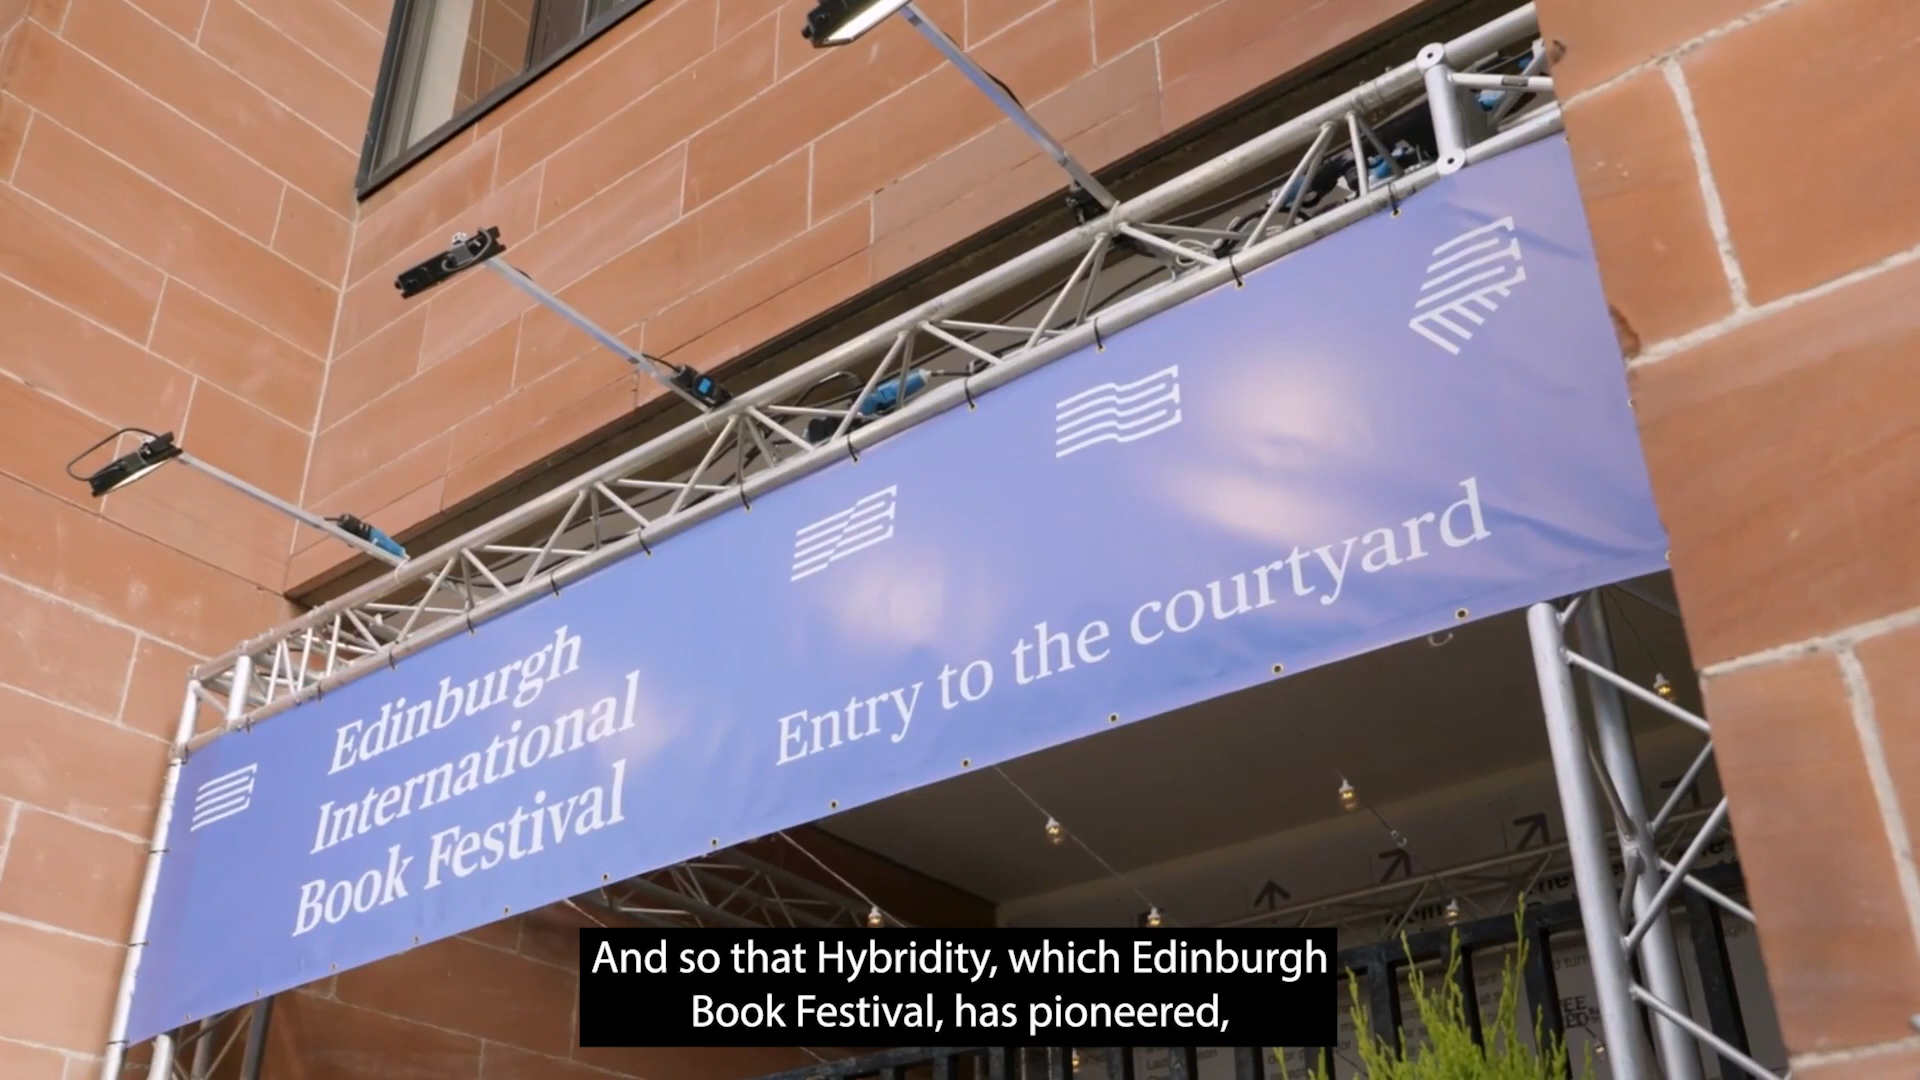 Edinburgh
International
Book Festival
Entry to the courtyard
And so that Hybridity, which Edinburgh
Book Festival, has pioneered,